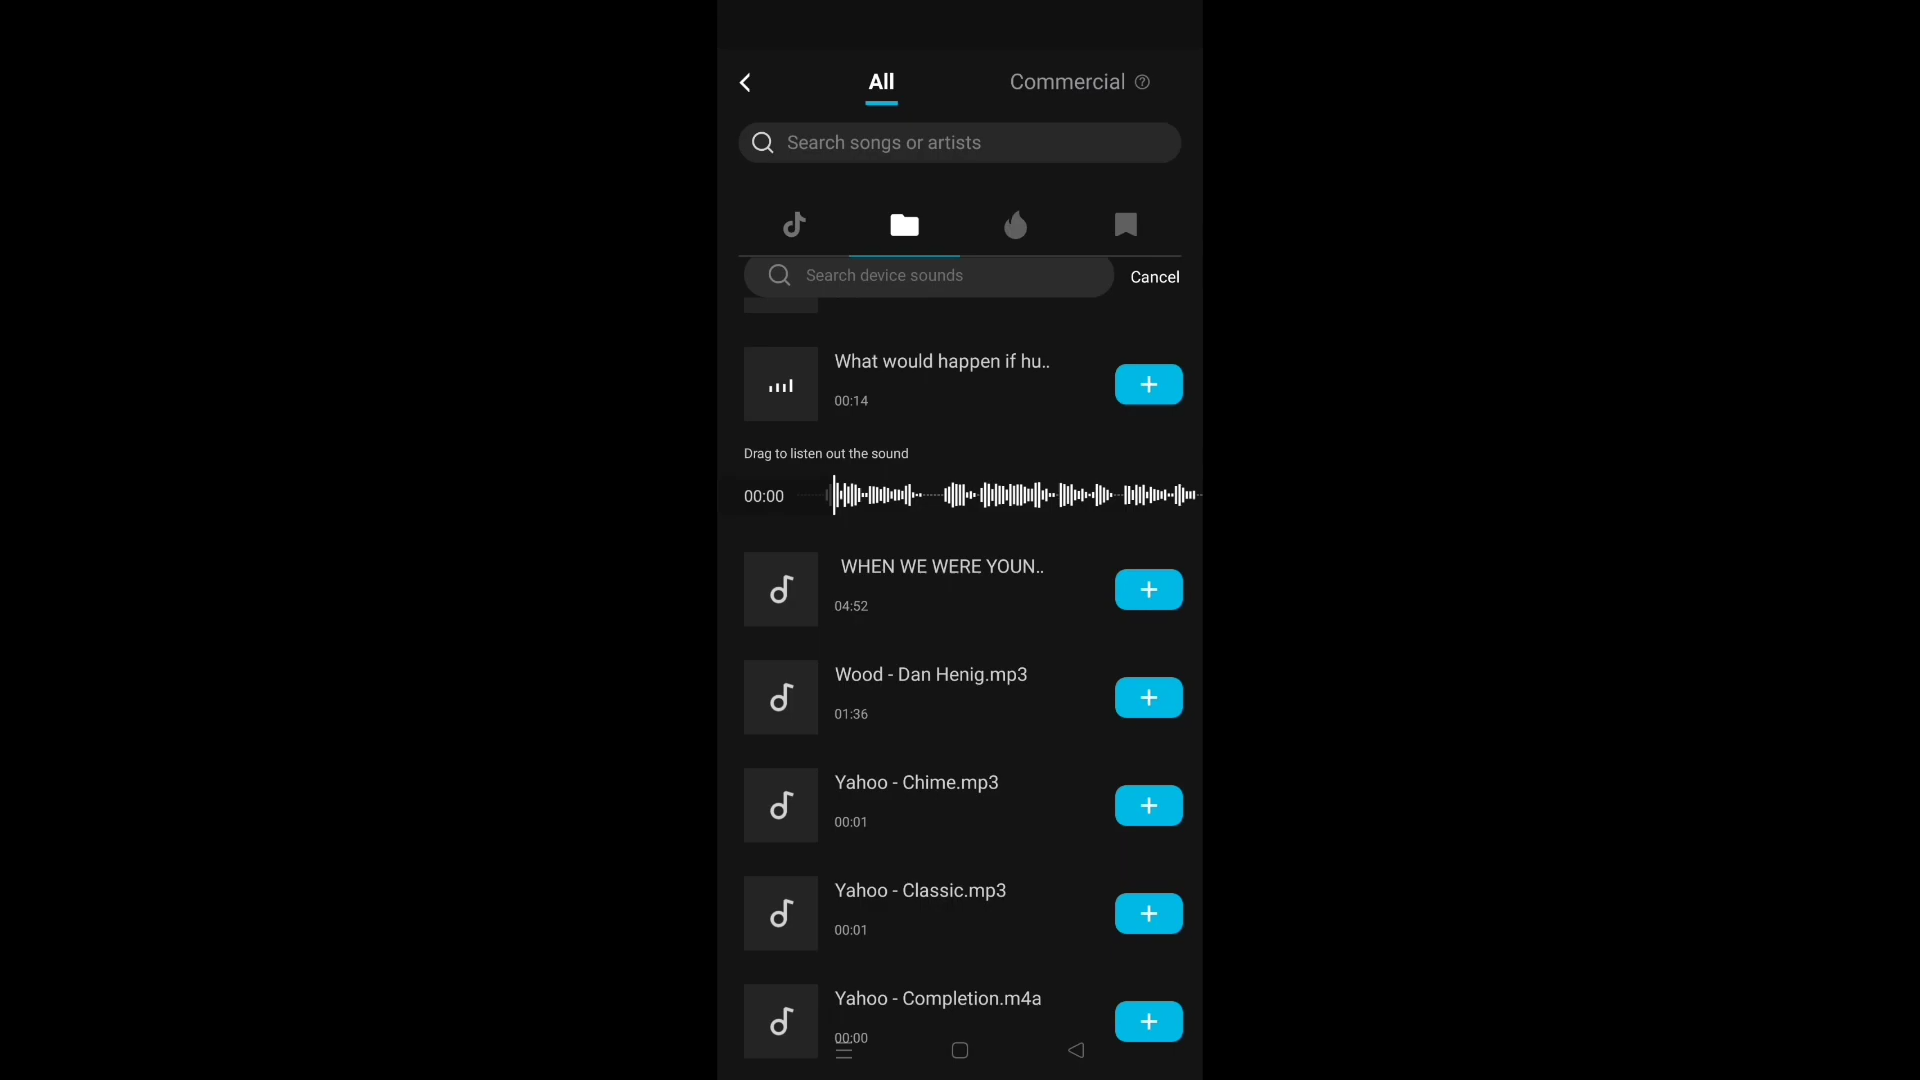 All
Commercial ?
Search songs or artists
Search device sounds
Cancel
What would happen if hu..
00:14
Drag to listen out the sound
00:00
WHEN WE WERE YOUN..
04:52
Wood - Dan Henig.mp3
01:36
Yahoo - Chime.mp3
00:01
Yahoo - Classic.mp3
00:01
Yahoo - Completion.m4a
00:00